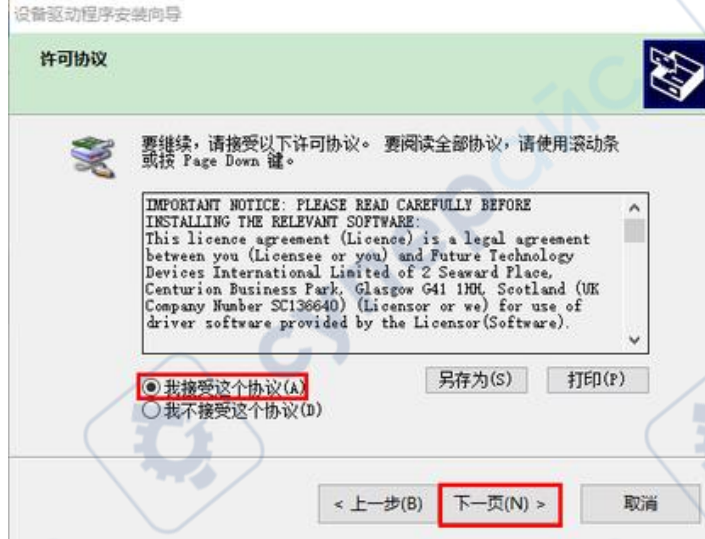 设备驱动程序安装向导
许可协议
要继续，请接受以下许可协议。 要阅读全部协议，请使用滚动条
或按 Page Down 键。
IMPORTANT NOTICE: PLEASE READ CAREFULLY BEFORE
INSTALLING THE RELEVANT SOFTWARE:
This licence agreement (Licence) is a legal agreement
between you (Licensee or you) and Future Technology
Devices International Limited of 2 Seaward Place,
Centurion Business Park, Glasgow G41 1HH, Scotland (UK
Company Number SC136640) (Licensor or we) for use of
driver software provided by the Licensor(Software).
我接受这个协议(A)
我不接受这个协议(D)
另存为(S) 打印(P)
< 上一步(B) 下一页(N) > 取消
суперайс